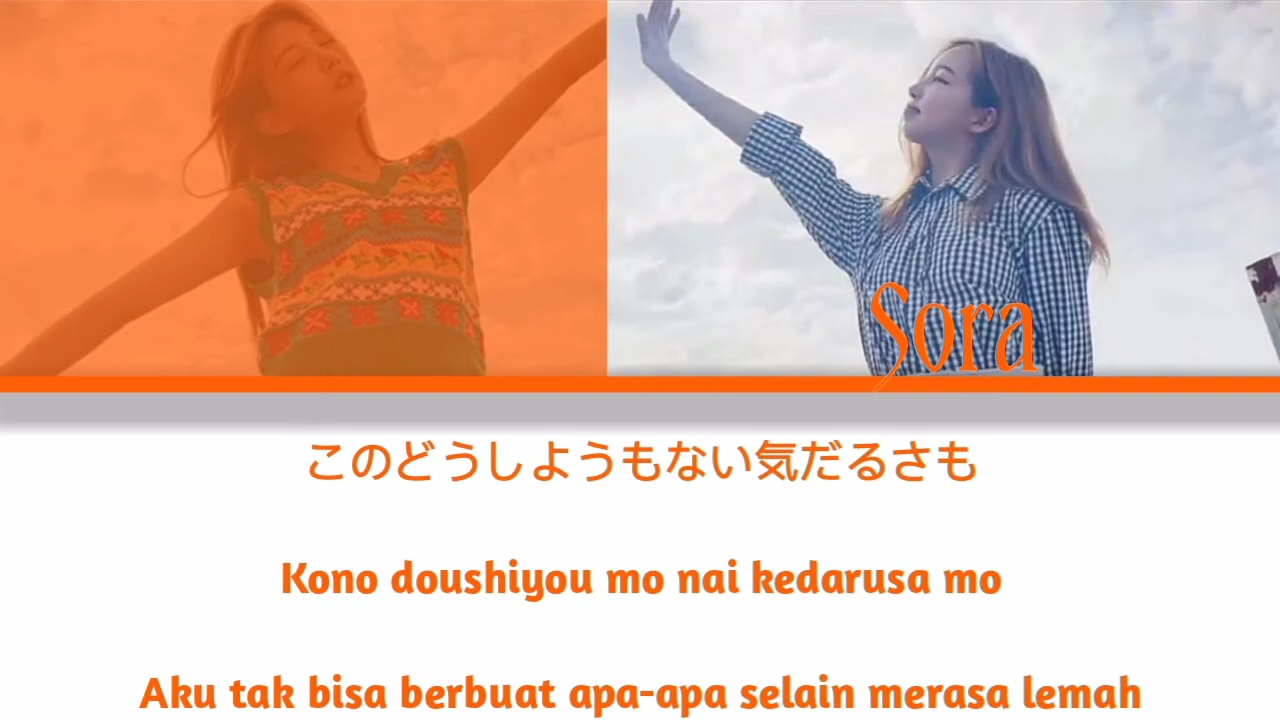 Sora
このどうしようもない気だるさも
Kono doushiyou mo nai kedarusa mo
Aku tak bisa berbuat apa-apa selain merasa lemah